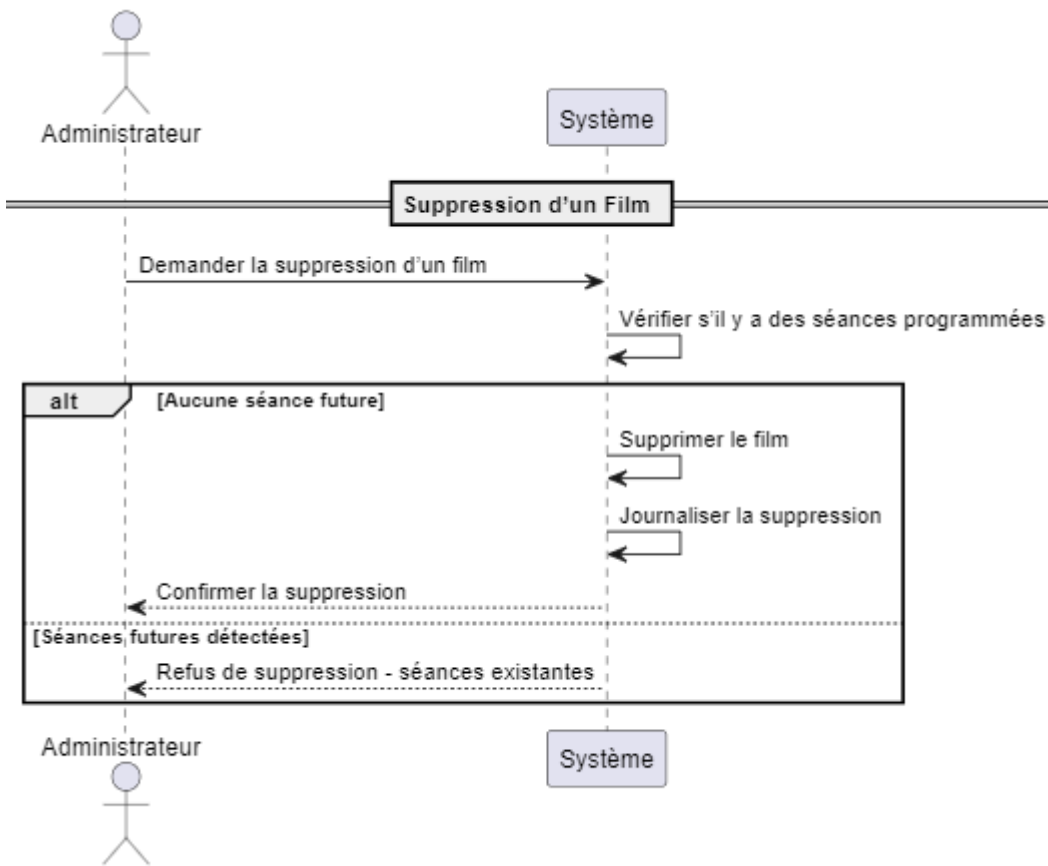 Administrateur
Système
Suppression d’un Film
Demander la suppression d’un film
Vérifier s’il y a des séances programmées
alt
[Aucune séance future]
Supprimer le film
Journaliser la suppression
Confirmer la suppression
[Séances futures détectées]
Refus de suppression - séances existantes
Administrateur
Système